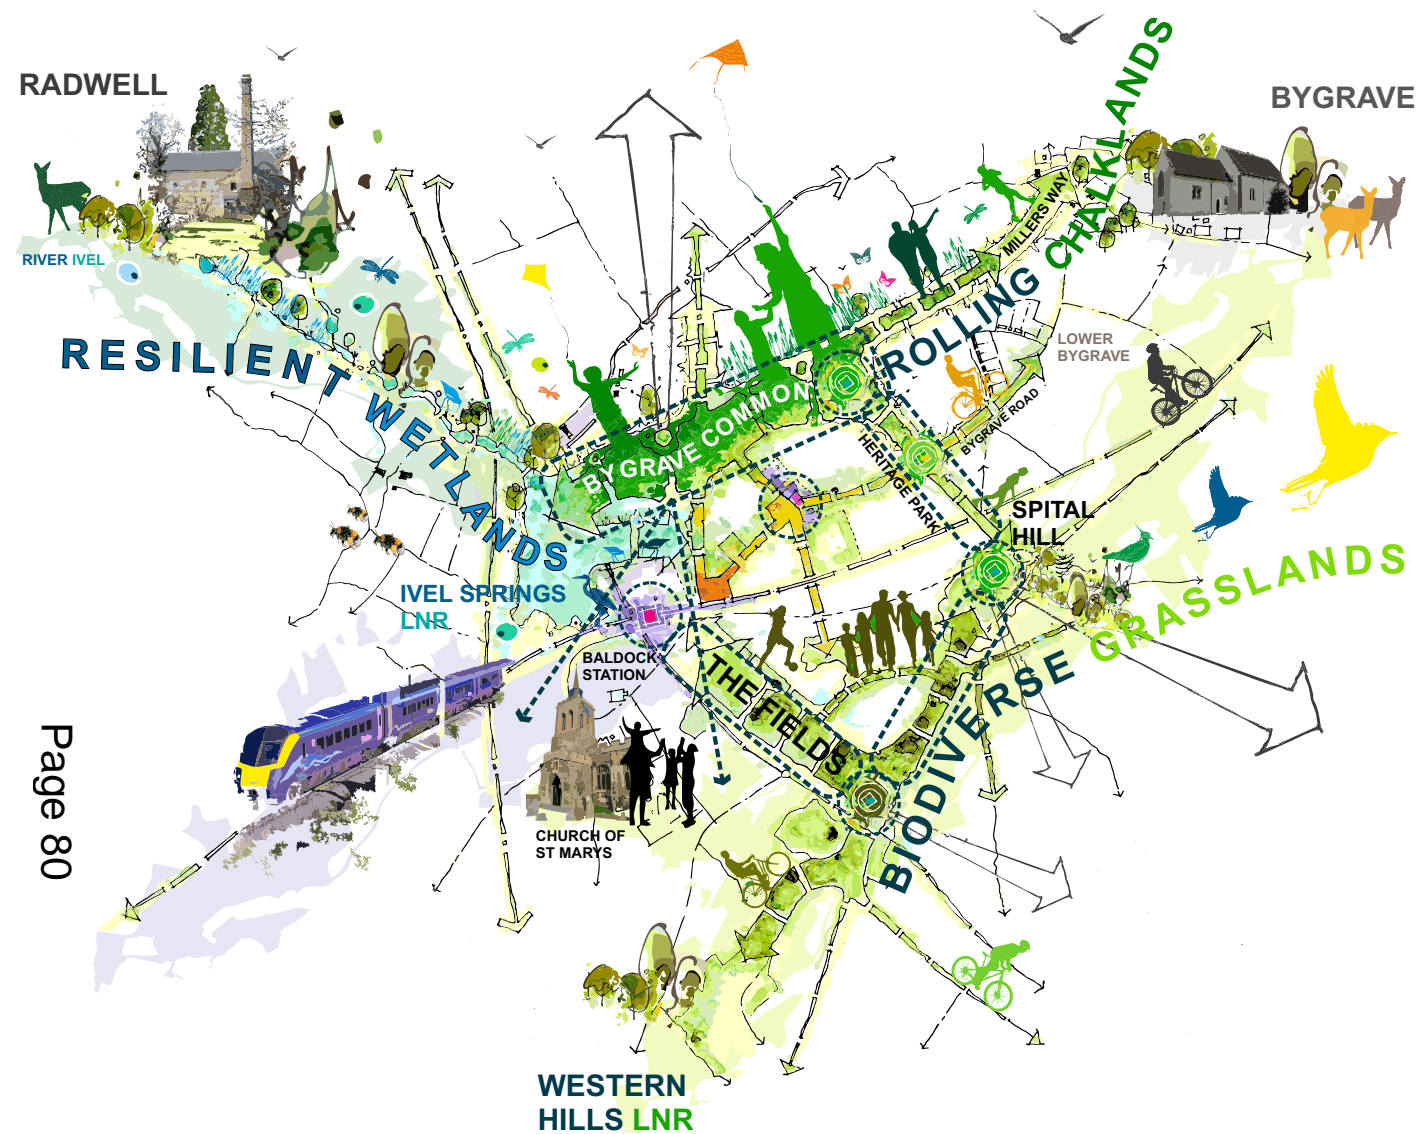 RADWELL
BYGRAVE
RIVER IVEL
RESILIENT WETLANDS
ROLLING CHALKLANDS
MILLERS WAY
LOWER
BYGRAVE
BYGRAVE COMMON
BYGRAVE ROAD
HERITAGE PARK
SPITAL
HILL
IVEL SPRINGS
LNR
BALDOCK
STATION
THE FIELDS
BIODIVERSE GRASSLANDS
CHURCH OF
ST MARYS
WESTERN
HILLS LNR
Page 80